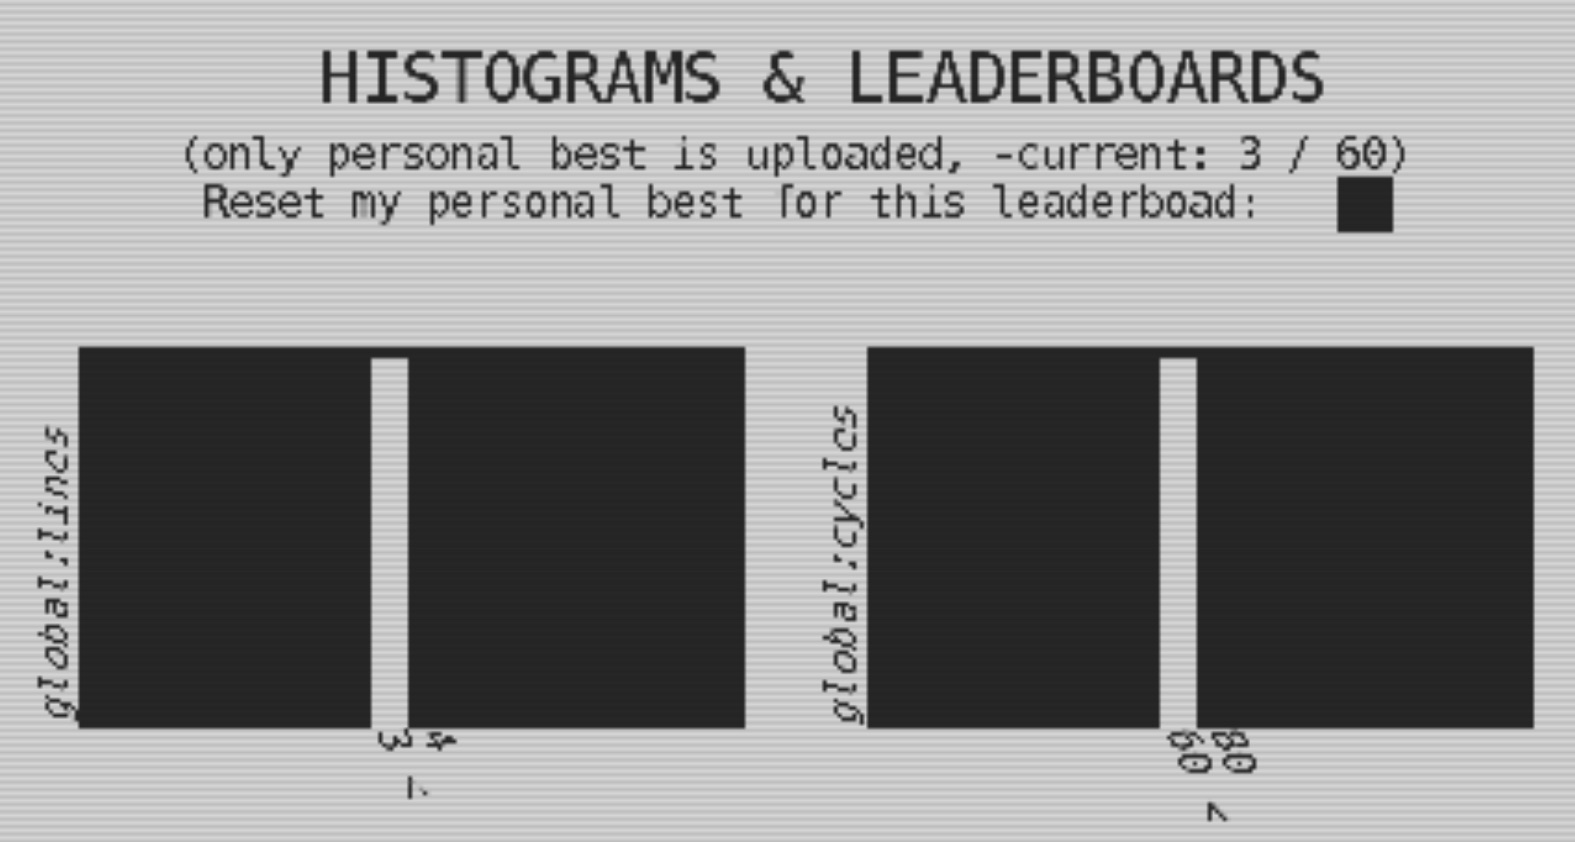 HISTOGRAMS & LEADERBOARDS
(only personal best is uploaded, -current: 3 / 60)
Reset my personal best for this leaderboad:
global:lines
global:cycles
3
4
60
80